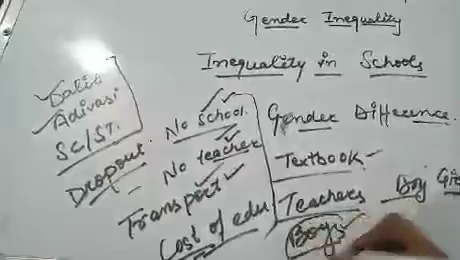 Gender Inequality
Inequality in Schools
Dalit
Adivasi
SC/ST.
Dropout.
No school.
No teacher
Transport
Cost of edu
Gender Difference.
Textbook
Teachers Boy
Boys